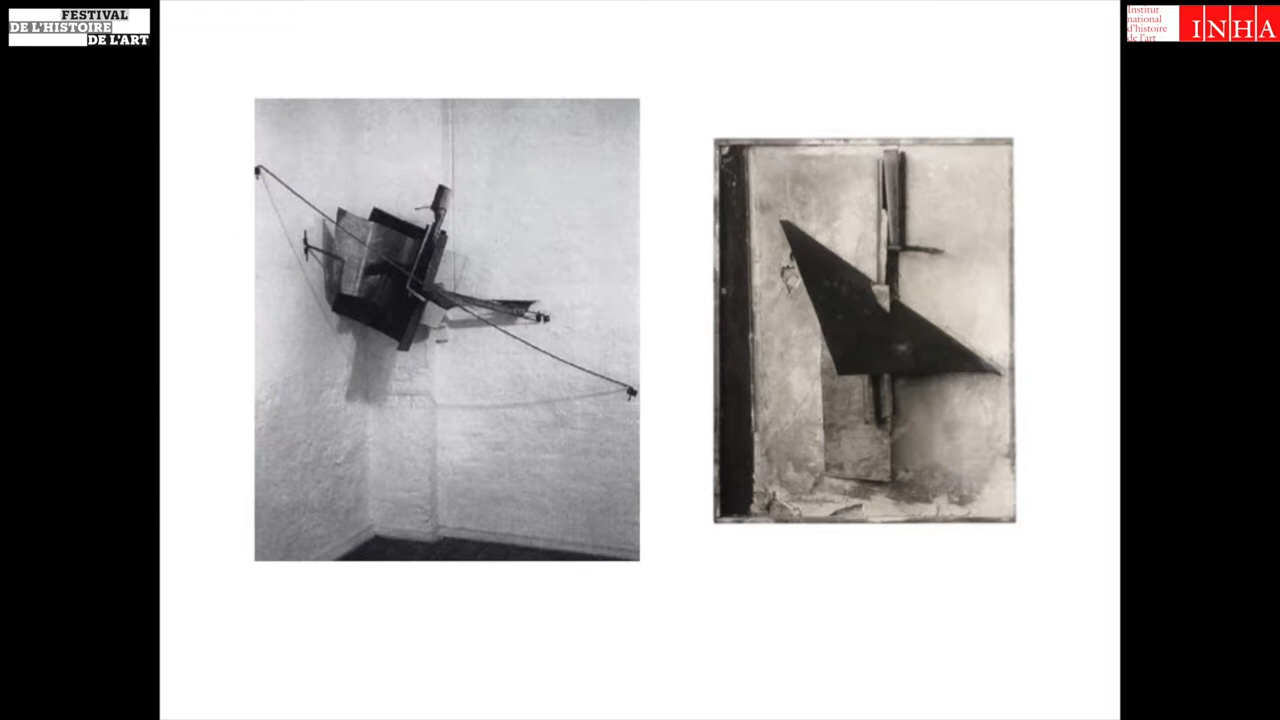 FESTIVAL
DE L'HISTOIRE
DE L'ART
Institut
national
d'histoire
de l'art
INHA